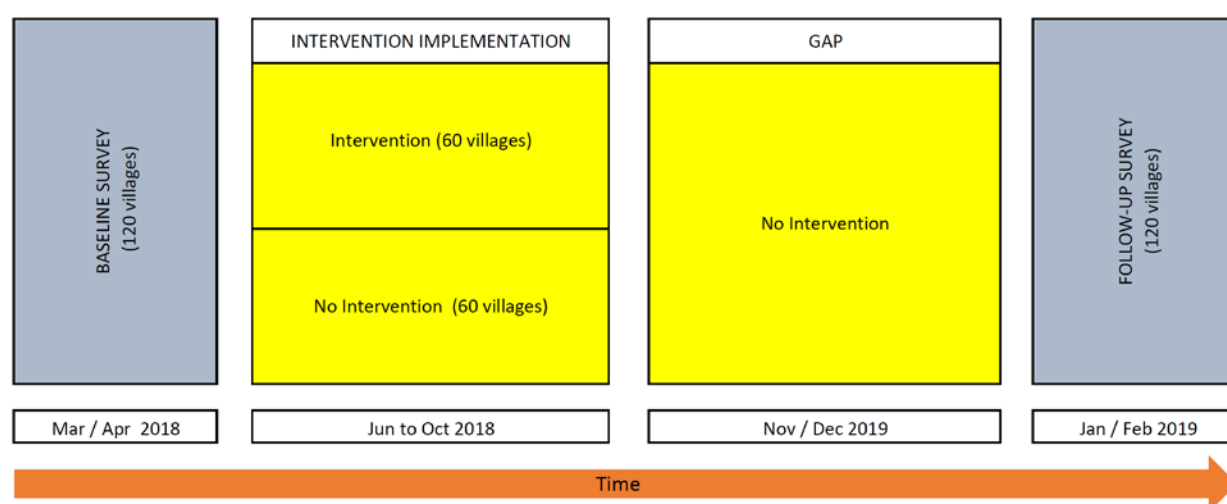 BASELINE SURVEY
(120 villages)
INTERVENTION IMPLEMENTATION
Intervention (60 villages)
No Intervention (60 villages)
GAP
No Intervention
FOLLOW-UP SURVEY
(120 villages)
Mar / Apr 2018
Jun to Oct 2018
Nov / Dec 2019
Jan / Feb 2019
Time